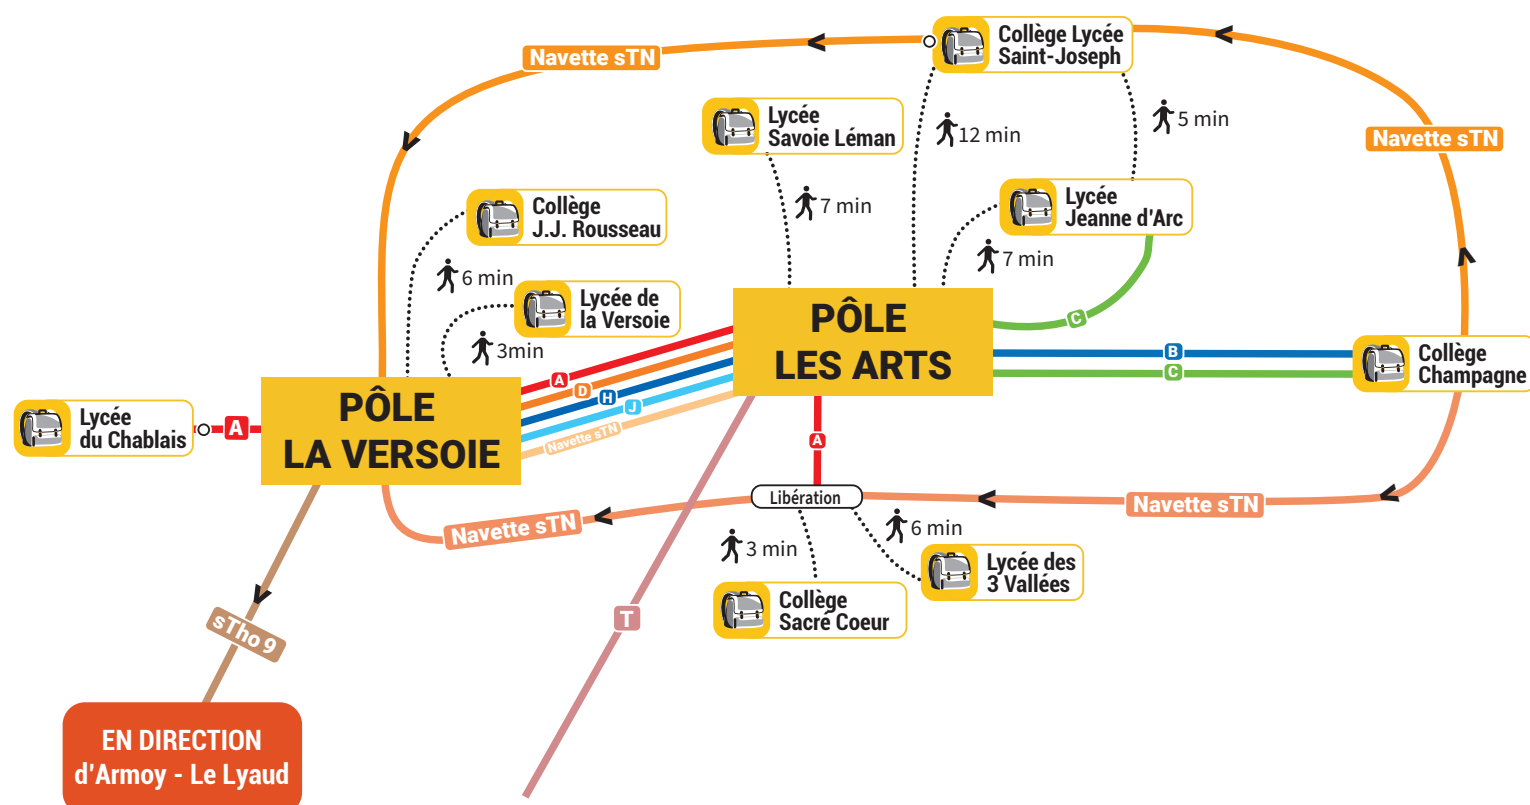 Collège Lycée
Saint-Joseph
Navette sTN
Lycée
Savoie Léman
12 min
5 min
Navette sTN
Collège
J.J. Rousseau
7 min
Lycée
Jeanne d'Arc
6 min
7 min
Lycée de
la Versoie
3min
PÔLE
LES ARTS
C
B
C
Collège
Champagne
A
D
H
J
Navette sTN
Lycée
du Chablais
A
PÔLE
LA VERSOIE
A
Libération
Navette sTN
Navette sTN
3 min
6 min
Lycée des
3 Vallées
Collège
Sacré Coeur
T
sTho 9
EN DIRECTION
d'Armoy - Le Lyaud